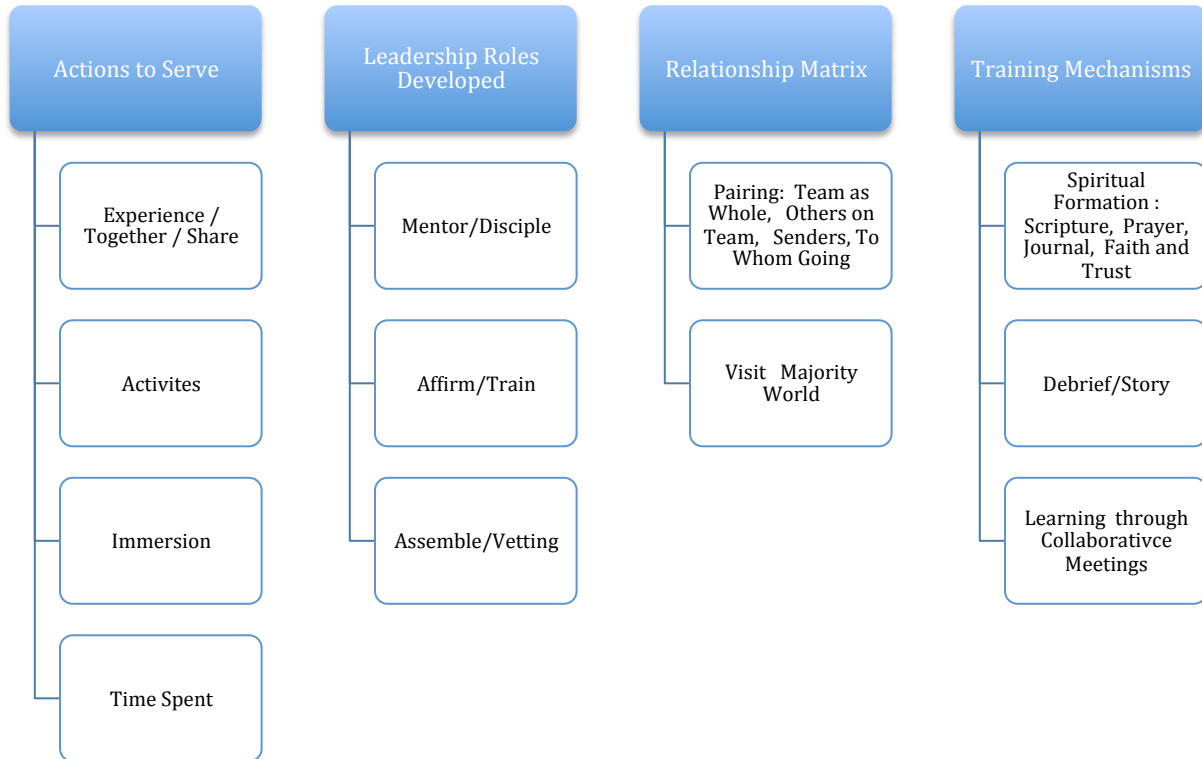 Actions to Serve
Experience /
Together / Share
Activites
Immersion
Time Spent
Leadership Roles
Developed
Mentor/Disciple
Affirm/Train
Assemble/Vetting
Relationship Matrix
Pairing: Team as
Whole, Others on
Team, Senders, To
Whom Going
Visit Majority
World
Training Mechanisms
Spiritual
Formation :
Scripture, Prayer,
Journal, Faith and
Trust
Debrief/Story
Learning through
Collaborativce
Meetings